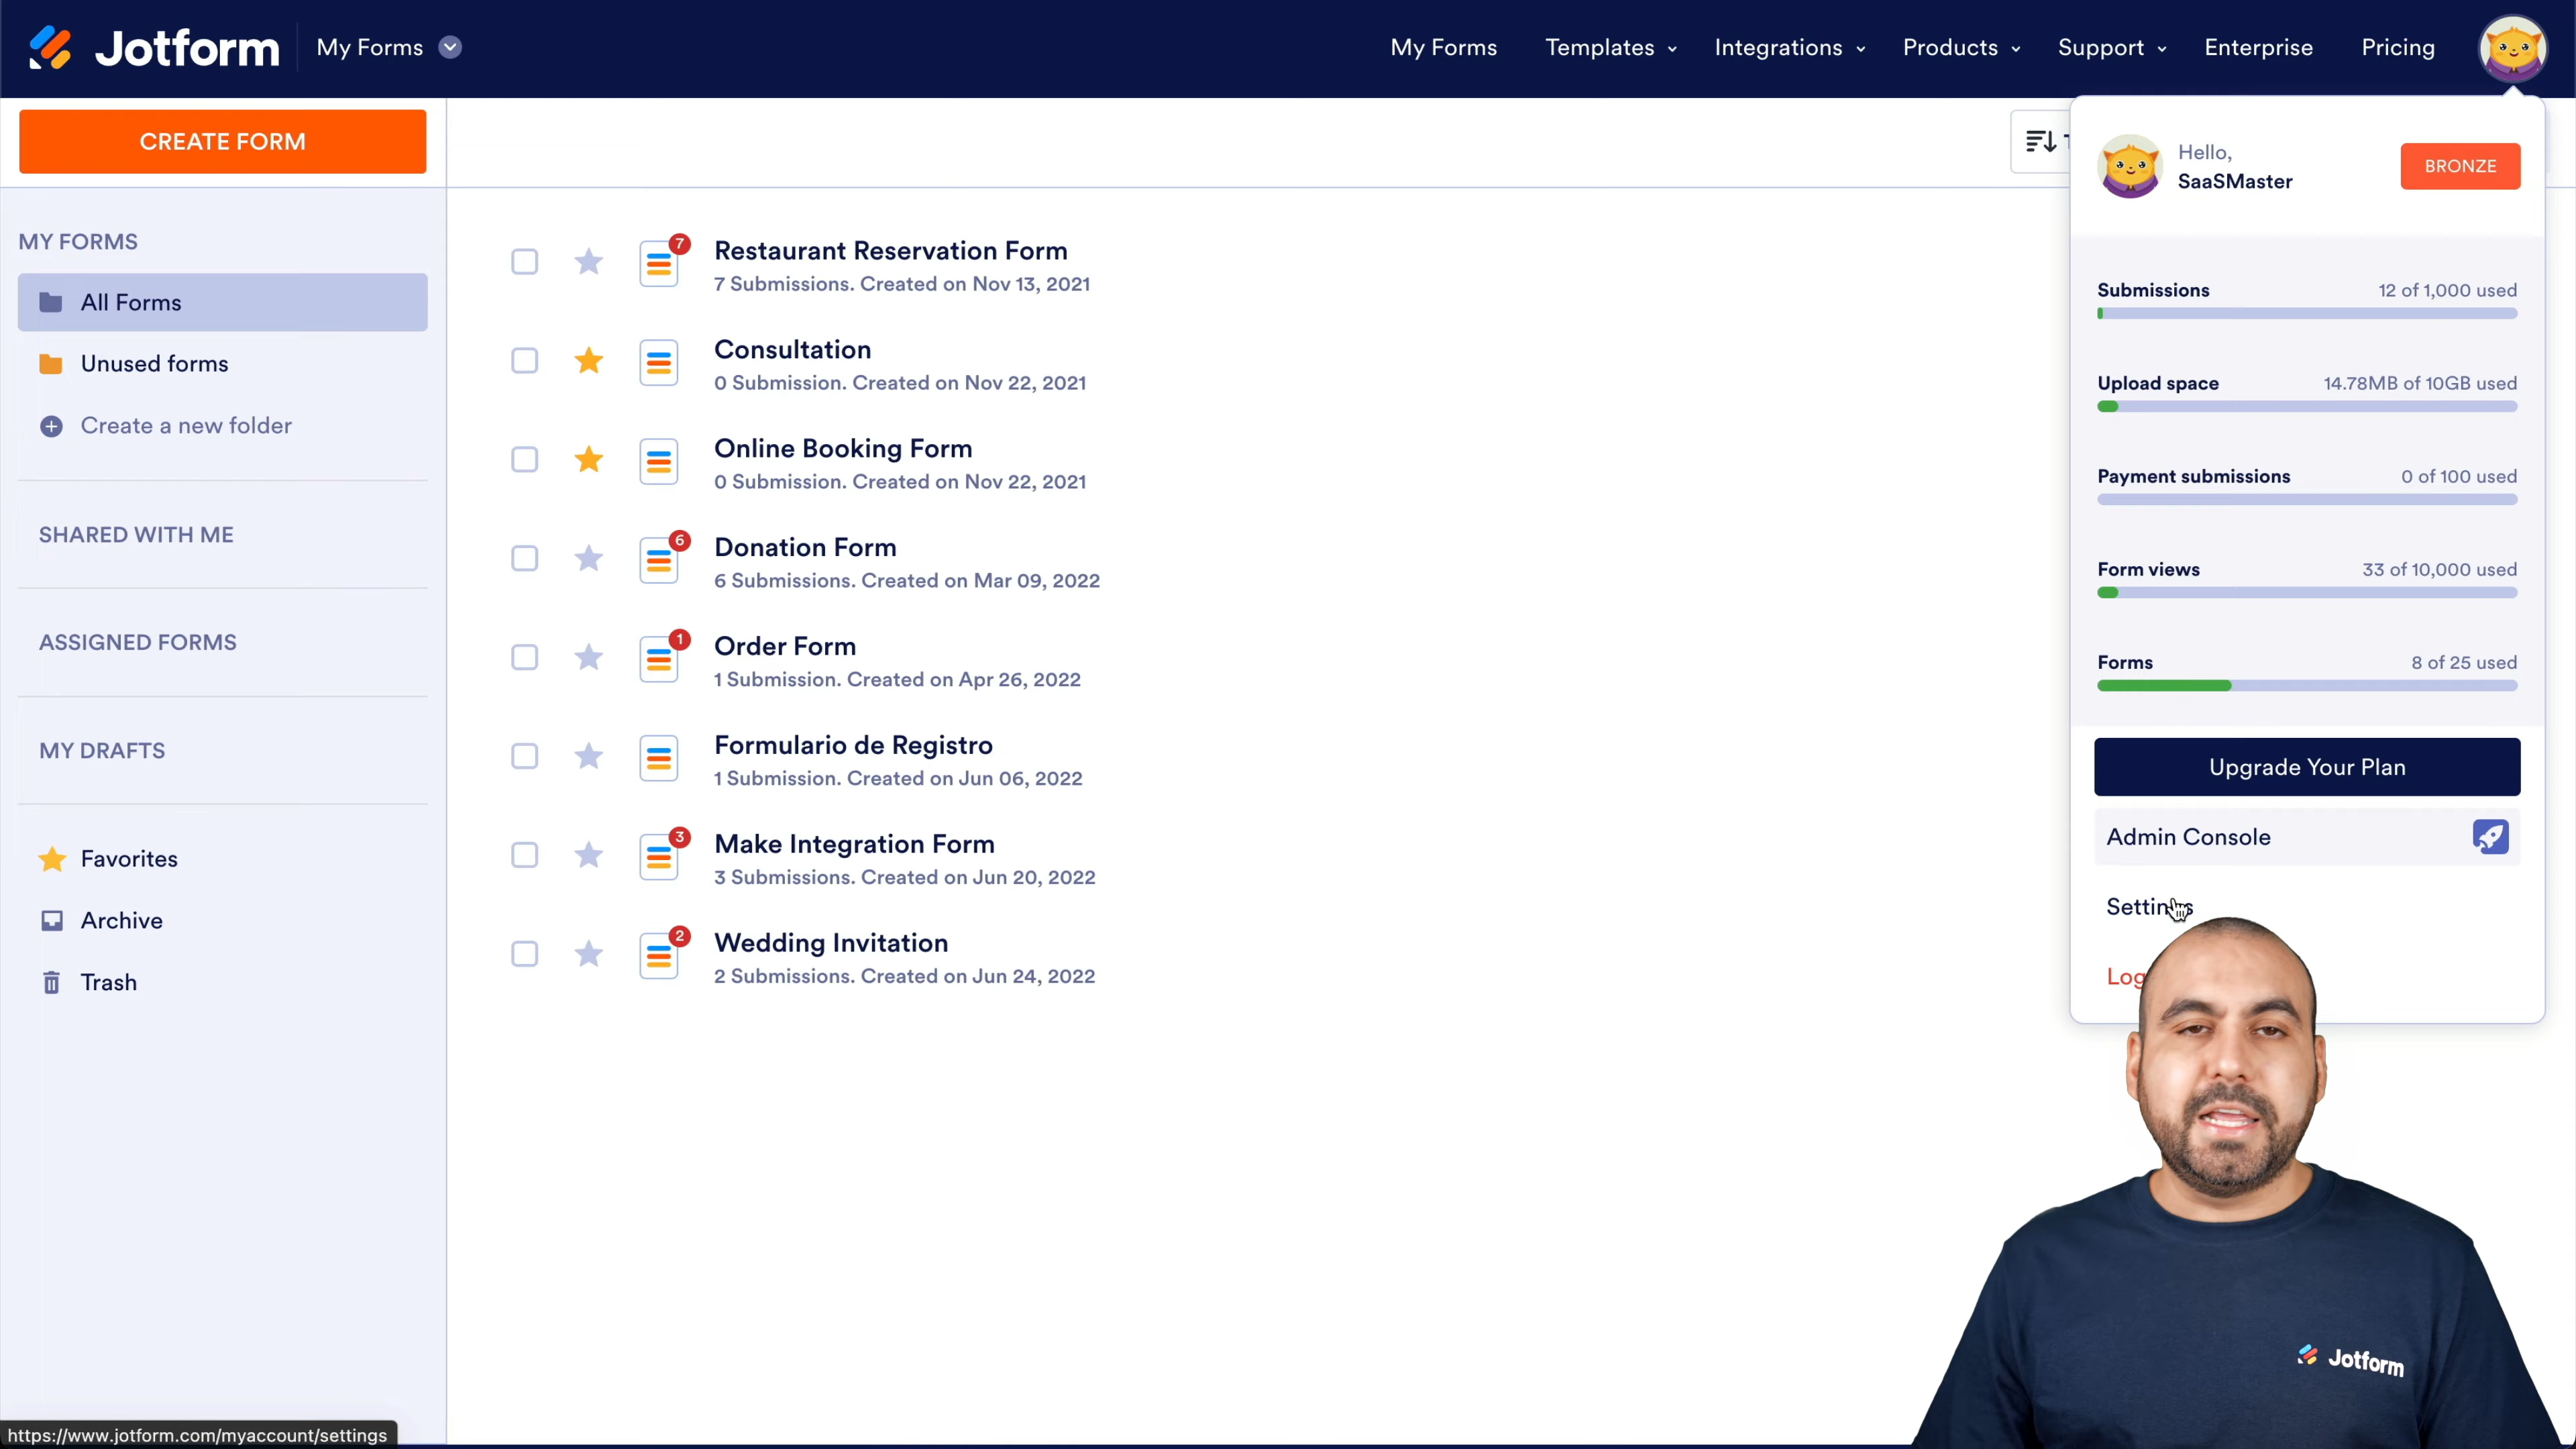 Jotform
My Forms
My Forms
Templates
Integrations
Products
Support
Enterprise
Pricing
CREATE FORM
MY FORMS
All Forms
Unused forms
Create a new folder
SHARED WITH ME
ASSIGNED FORMS
MY DRAFTS
Favorites
Archive
Trash
7
Restaurant Reservation Form
7 Submissions. Created on Nov 13, 2021
Consultation
0 Submission. Created on Nov 22, 2021
Online Booking Form
0 Submission. Created on Nov 22, 2021
6
Donation Form
6 Submissions. Created on Mar 09, 2022
1
Order Form
1 Submission. Created on Apr 26, 2022
Formulario de Registro
1 Submission. Created on Jun 06, 2022
3
Make Integration Form
3 Submissions. Created on Jun 20, 2022
2
Wedding Invitation
2 Submissions. Created on Jun 24, 2022
Hello,
SaaSMaster
BRONZE
Submissions 12 of 1,000 used
Upload space 14.78MB of 10GB used
Payment submissions 0 of 100 used
Form views 33 of 10,000 used
Forms 8 of 25 used
Upgrade Your Plan
Admin Console
Settings
Log
Jotform
https://www.jotform.com/myaccount/settings